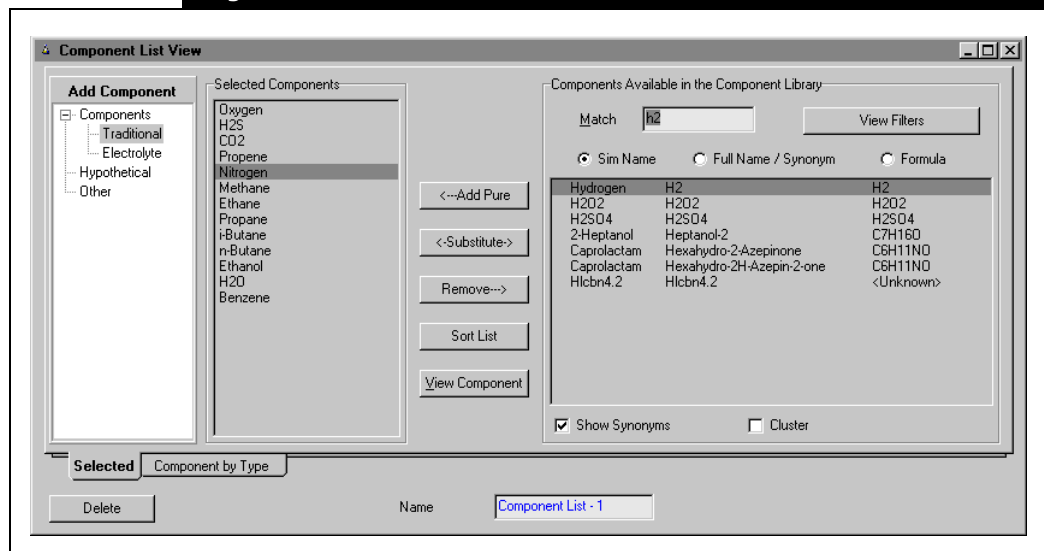 Component List View
Add Component
Components
Traditional
Electrolyte
Hypothetical
Other
Selected Components
Oxygen
H2S
CO2
Propene
Nitrogen
Methane
Ethane
Propane
i-Butane
n-Butane
Ethanol
H2O
Benzene
<---Add Pure
<-Substitute->
Remove--->
Sort List
View Component
Components Available in the Component Library
Match h2 View Filters
Sim Name Full Name / Synonym Formula
Hydrogen H2 H2
H2O2 H2O2 H2O2
H2SO4 H2SO4 H2SO4
2-Heptanol Heptanol-2 C7H16O
Caprolactam Hexahydro-2-Azepinone C6H11NO
Caprolactam Hexahydro-2H-Azepin-2-one C6H11NO
Hlcbn4.2 Hlcbn4.2 <Unknown>
Show Synonyms Cluster
Selected Component by Type
Delete Name Component List - 1